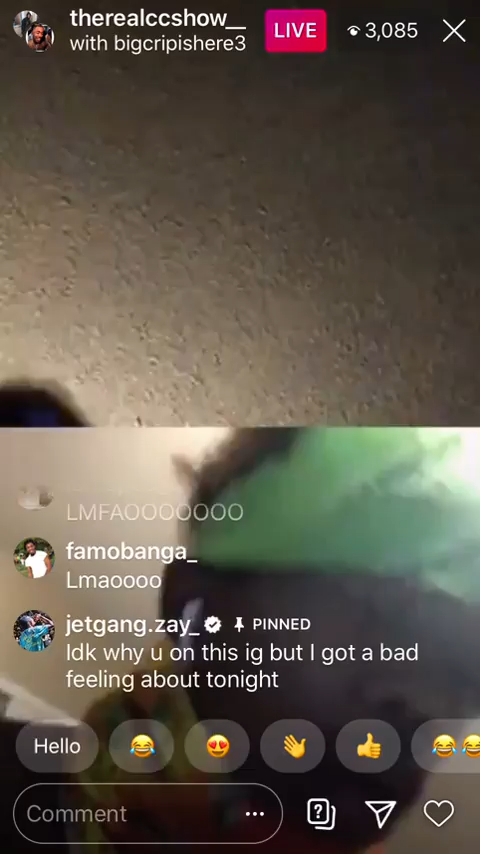 therealccshow__
with bigcripishere3
LIVE
3,085
LMFAOOOOOOO
famobanga_
Lmaoooo
jetgang.zay_ PINNED
Idk why u on this ig but I got a bad
feeling about tonight
Hello
Comment